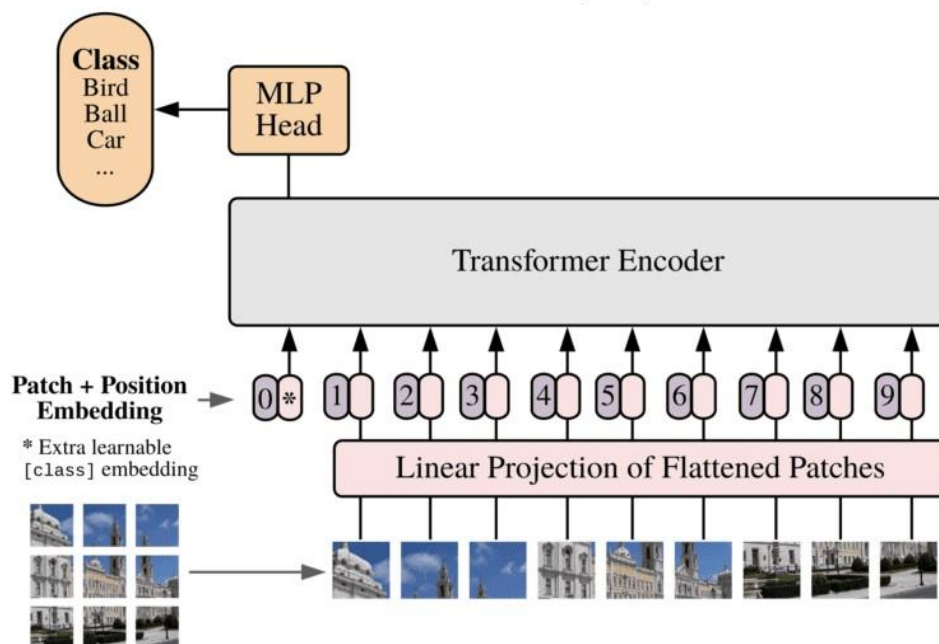 Class
Bird
Ball
Car
...
MLP
Head
Transformer Encoder
Patch + Position
Embedding
0 * 1 2 3 4 5 6 7 8 9
* Extra learnable
[class] embedding
Linear Projection of Flattened Patches